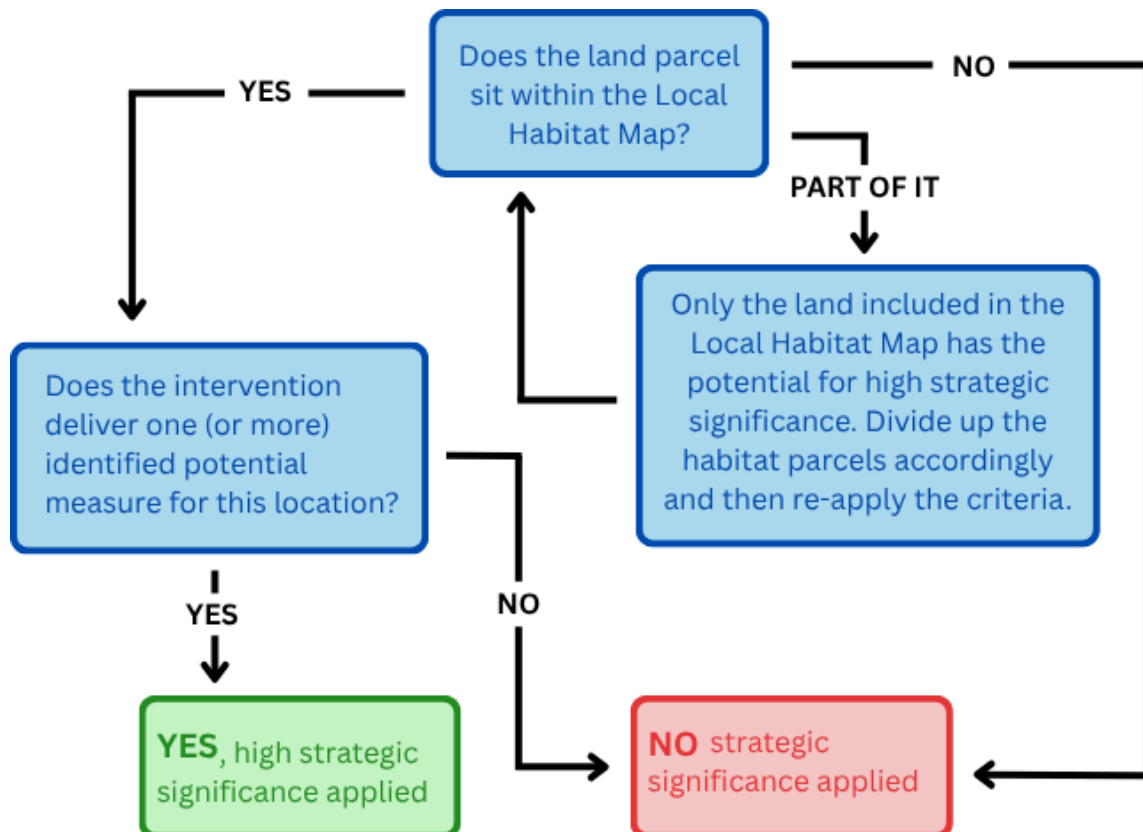 Does the land parcel
sit within the Local
Habitat Map?
YES
NO
PART OF IT
Only the land included in the
Local Habitat Map has the
potential for high strategic
significance. Divide up the
habitat parcels accordingly
and then re-apply the criteria.
Does the intervention
deliver one (or more)
identified potential
measure for this location?
YES
NO
YES, high strategic
significance applied
NO strategic
significance applied